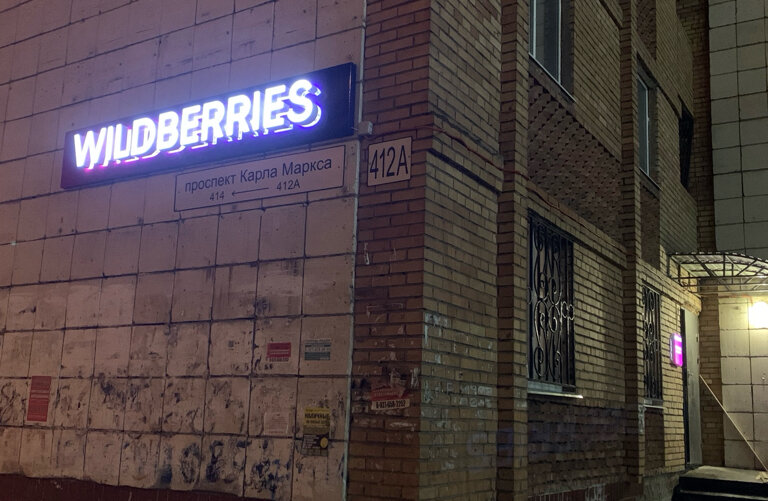 WILDBERRIES
проспект Карла Маркса
414 ← 412А
412А